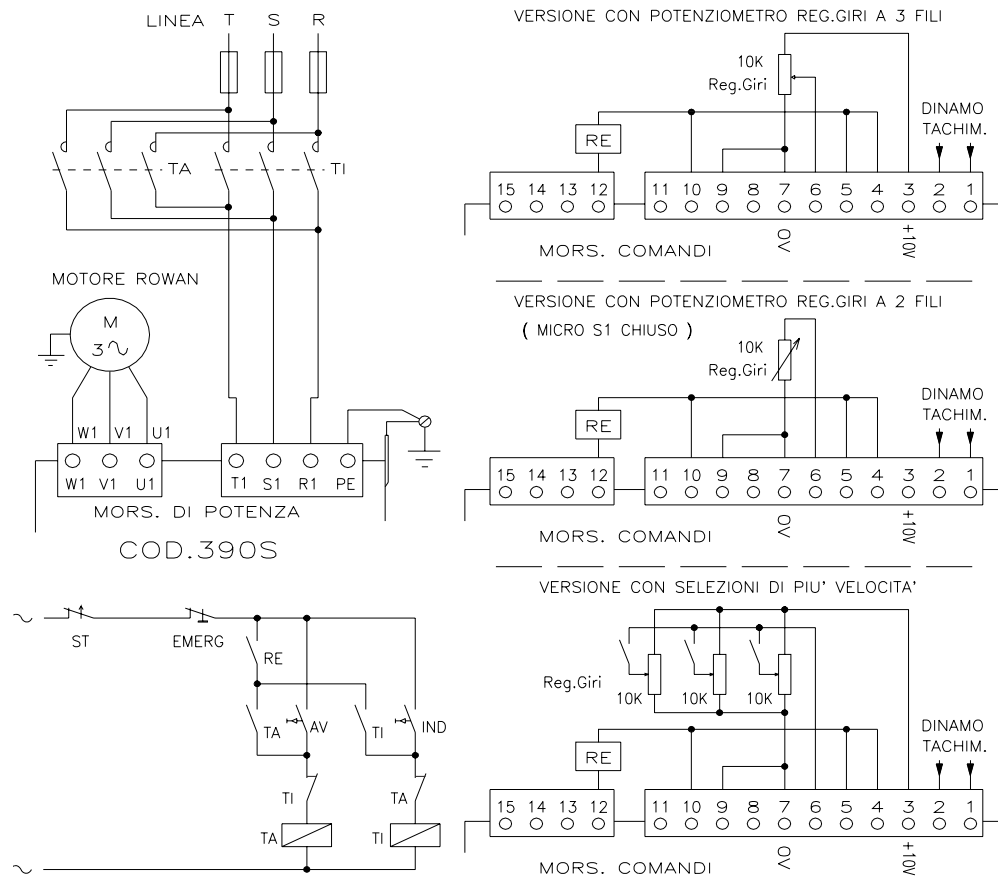 LINEA T S R
TA
TI
MOTORE ROWAN
M
3
W1 V1 U1
W1 V1 U1
T1 S1 R1 PE
MORS. DI POTENZA
COD.390S
ST
EMERG
RE
TA
AV
TI
IND
TI
TA
TA
TI
VERSIONE CON POTENZIOMETRO REG.GIRI A 3 FILI
10K
Reg.Giri
DINAMO
TACHIM.
RE
15 14 13 12 11 10 9 8 7 6 5 4 3 2 1
0V
+10V
MORS. COMANDI
VERSIONE CON POTENZIOMETRO REG.GIRI A 2 FILI
( MICRO S1 CHIUSO )
10K
Reg.Giri
DINAMO
TACHIM.
RE
15 14 13 12 11 10 9 8 7 6 5 4 3 2 1
0V
+10V
MORS. COMANDI
VERSIONE CON SELEZIONI DI PIU' VELOCITA'
Reg.Giri
10K 10K 10K
DINAMO
TACHIM.
RE
15 14 13 12 11 10 9 8 7 6 5 4 3 2 1
0V
+10V
MORS. COMANDI